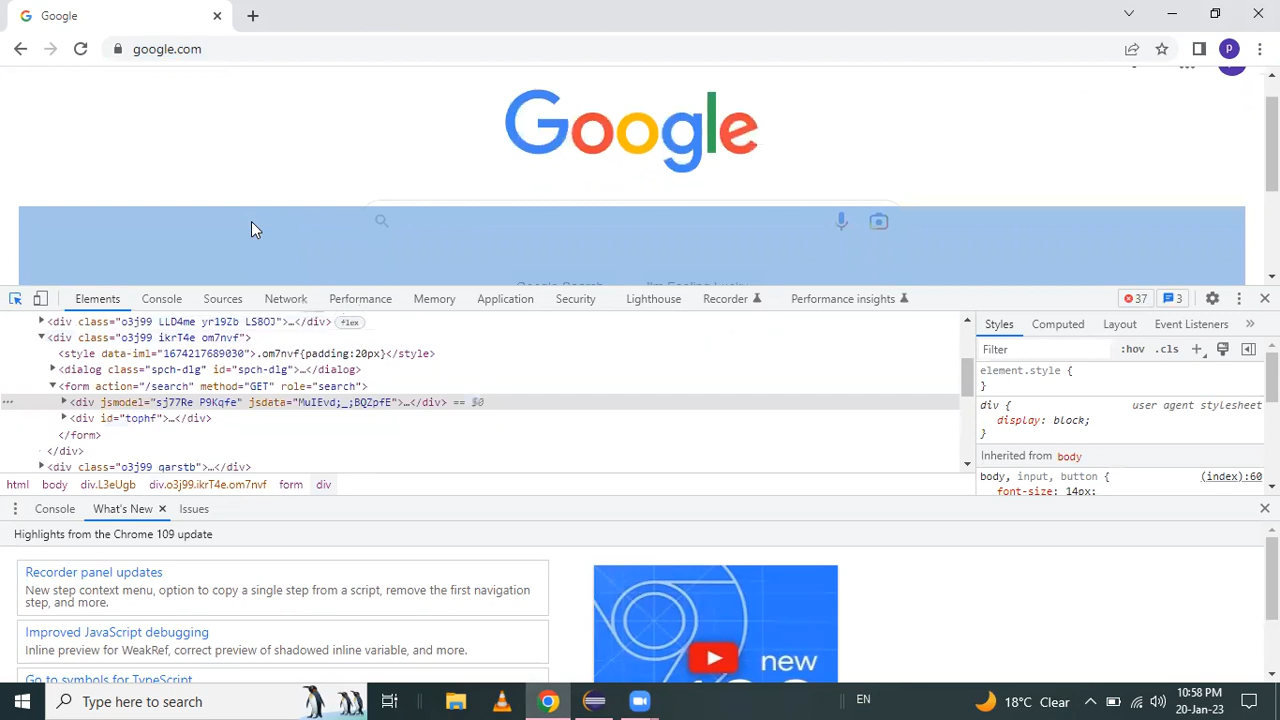 Google
google.com
P
Google
Google Search I'm Feeling Lucky
Elements Console Sources Network Performance Memory Application Security Lighthouse Recorder Performance insights 37 3
<div class="o3j99 LLD4me yr19Zb LS8OJ">…</div> flex
<div class="o3j99 ikrT4e om7nvf">
<style data-iml="1674217689030">.om7nvf{padding:20px}</style>
<dialog class="spch-dlg" id="spch-dlg">…</dialog>
<form action="/search" method="GET" role="search">
… <div jsmodel="sj77Re P9Kqfe" jsdata="MuIEvd;_;BQZpfE">…</div> == $0
<div id="tophf">…</div>
</form>
</div>
<div class="o3j99 qarstb">…</div>
html body div.L3eUgb div.o3j99.ikrT4e.om7nvf form div
Styles Computed Layout Event Listeners »
Filter :hov .cls +
element.style {
}
div { user agent stylesheet
display: block;
}
Inherited from body
body, input, button { (index):60
font-size: 14px;
Console What's New Issues
Highlights from the Chrome 109 update
Recorder panel updates
New step context menu, option to copy a single step from a script, remove the first navigation
step, and more.
Improved JavaScript debugging
Inline preview for WeakRef, correct preview of shadowed inline variable, and more.
Go to symbols for TypeScript
new
Type here to search
EN
18°C Clear
10:58 PM
20-Jan-23